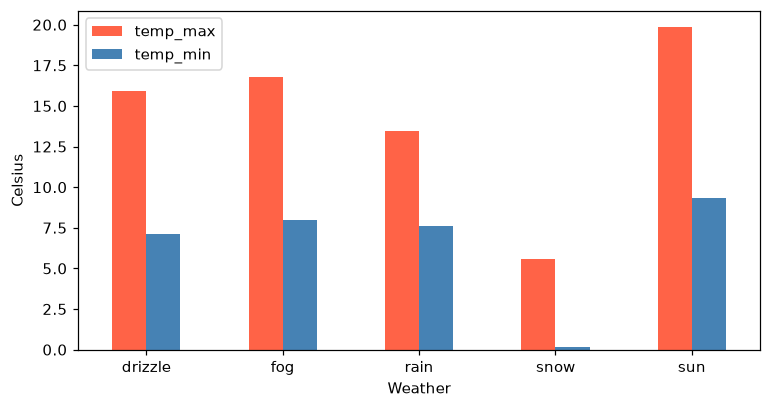 temp_max
temp_min
20.0
17.5
15.0
12.5
10.0
7.5
5.0
2.5
0.0
Celsius
drizzle fog rain snow sun
Weather